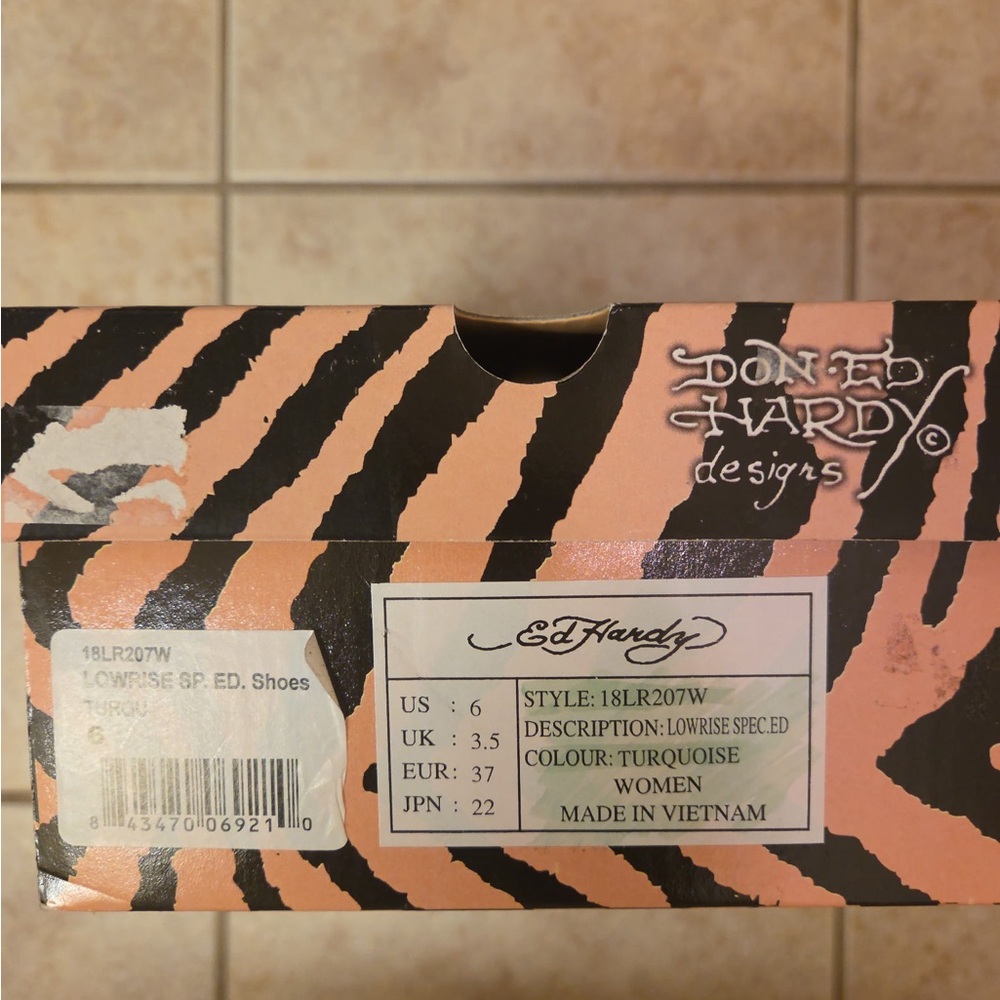 DON·ED
HARDY©
designs
18LR207W
LOWRISE SP. ED. Shoes
TURQU
6
8 43470 06921 0
Ed Hardy
US : 6
UK : 3.5
EUR: 37
JPN : 22
STYLE: 18LR207W
DESCRIPTION: LOWRISE SPEC.ED
COLOUR: TURQUOISE
WOMEN
MADE IN VIETNAM